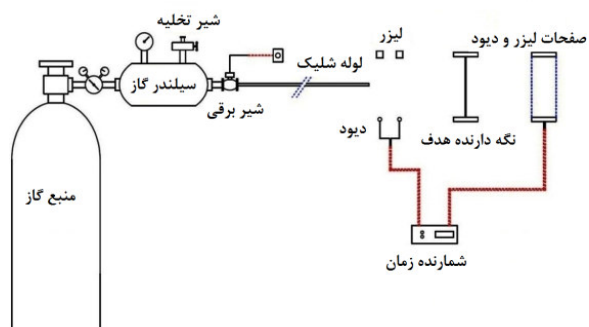 شیر تخلیه
لیزر
صفحات لیزر و دیود
لوله شلیک
سیلندر گاز
شیر برقی
دیود
نگه دارنده هدف
منبع گاز
شمارنده زمان